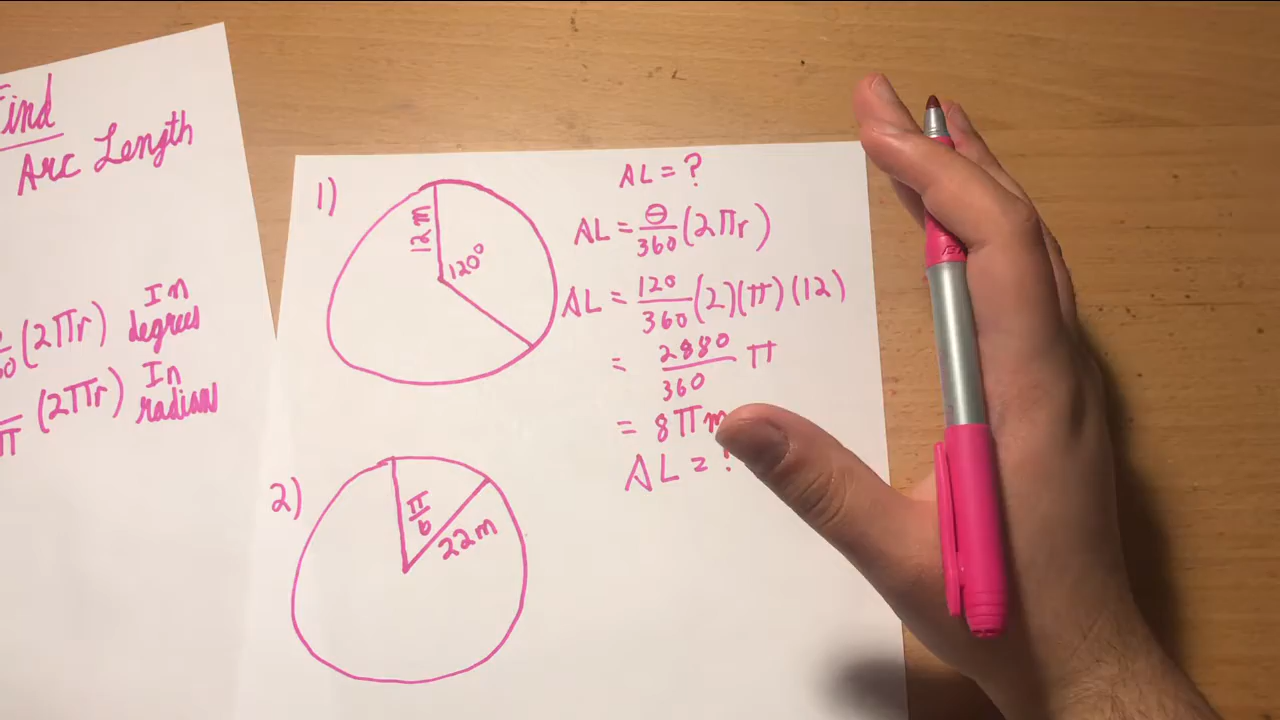 Find
Arc Length
(2πr) In degrees
π (2πr) In radians
1)
12m
120°
AL = ?
AL = θ/360 (2πr)
AL = 120/360 (2)(π)(12)
= 2880/360 π
= 8πm
AL = ?
2)
π/6
22m